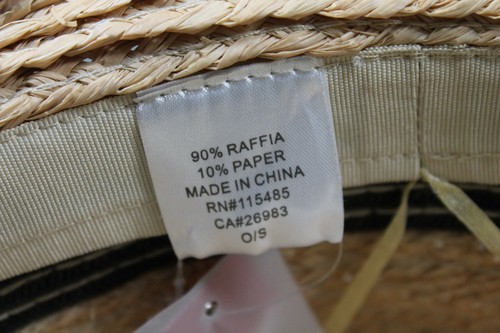 90% RAFFIA
10% PAPER
MADE IN CHINA
RN#115485
CA#26983
O/S